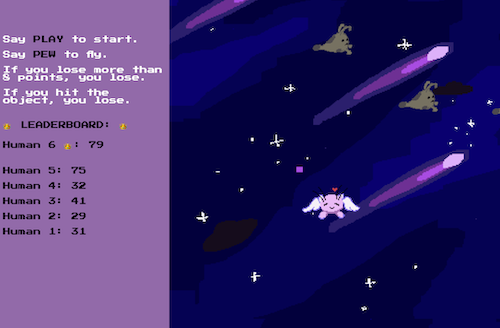 Say PLAY to start.
Say PEW to fly.
If you lose more than
& points, you lose.
If you hit the
object, you lose.
LEADERBOARD:
Human 6 : 79
Human 5: 75
Human 4: 32
Human 3: 41
Human 2: 29
Human 1: 31